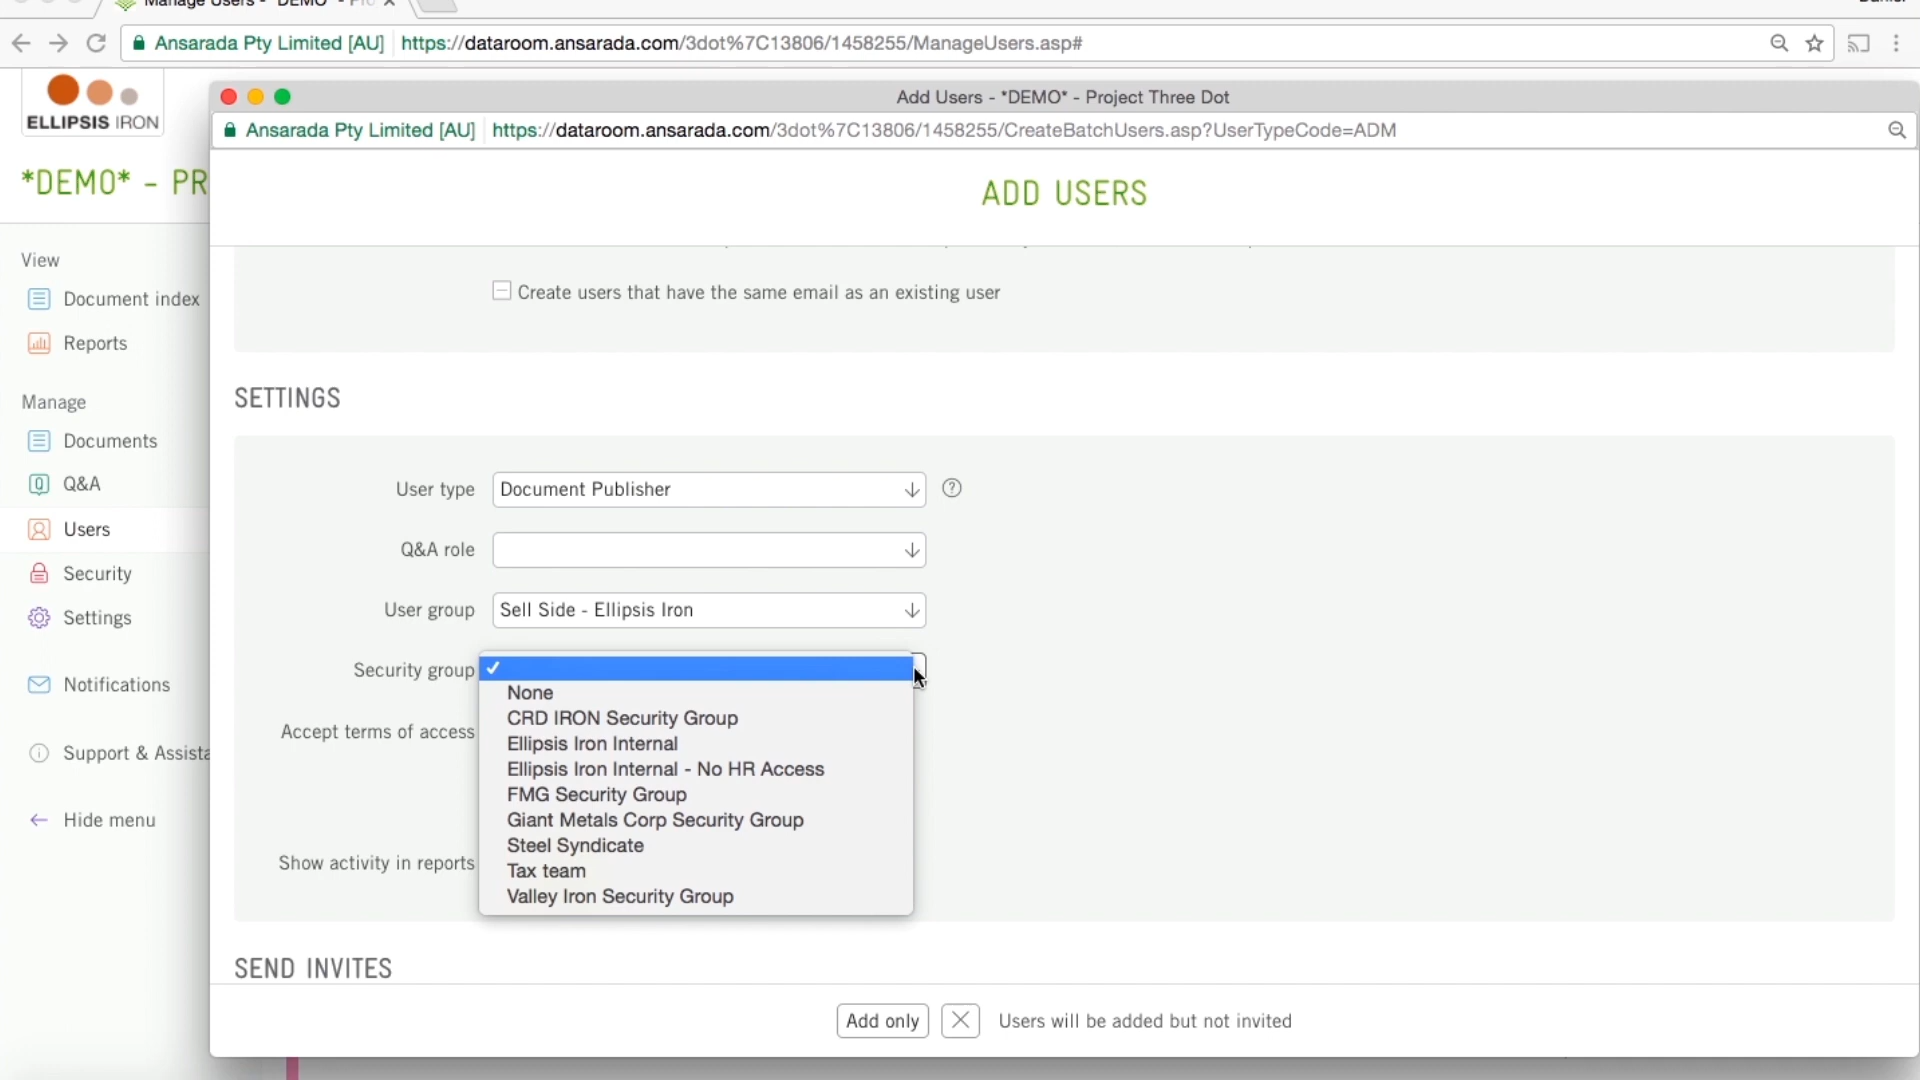 Manage Users - *DEMO* - Pro
Ansarada Pty Limited [AU] https://dataroom.ansarada.com/3dot%7C13806/1458255/ManageUsers.asp#
ELLIPSIS IRON
Add Users - *DEMO* - Project Three Dot
Ansarada Pty Limited [AU] https://dataroom.ansarada.com/3dot%7C13806/1458255/CreateBatchUsers.asp?UserTypeCode=ADM
*DEMO* - PR
ADD USERS
View
Document index
Reports
Manage
Documents
Q&A
Users
Security
Settings
Notifications
Support & Assista
Hide menu
Create users that have the same email as an existing user
SETTINGS
User type Document Publisher
Q&A role
User group Sell Side - Ellipsis Iron
Security group
None
CRD IRON Security Group
Ellipsis Iron Internal
Ellipsis Iron Internal - No HR Access
FMG Security Group
Giant Metals Corp Security Group
Steel Syndicate
Tax team
Valley Iron Security Group
Accept terms of access
Show activity in reports
SEND INVITES
Add only Users will be added but not invited